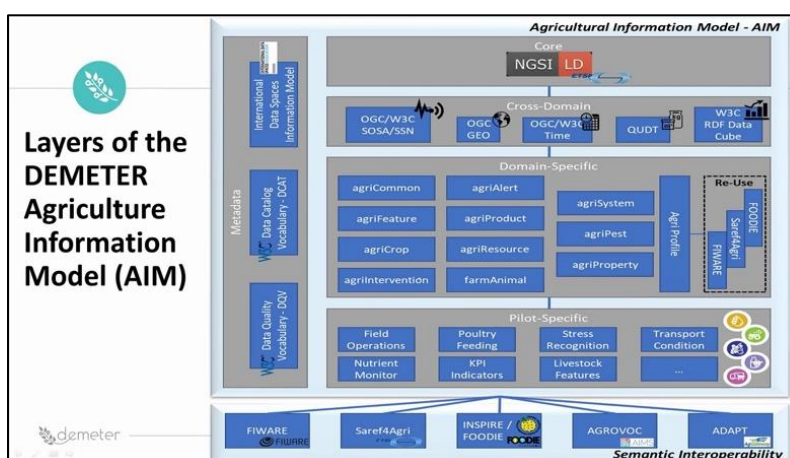 Agricultural Information Model - AIM
Layers of the
DEMETER
Agriculture
Information
Model (AIM)
demeter
Metadata
International
Data Spaces
Information Model
W3C Data Catalog
Vocabulary - DCAT
W3C Data Quality
Vocabulary - DQV
Core
NGSI LD
ETSI
Cross-Domain
OGC/W3C
SOSA/SSN
OGC
GEO
OGC/W3C
Time
QUDT
W3C
RDF Data
Cube
Domain-Specific
agriCommon
agriAlert
agriFeature
agriProduct
agriCrop
agriResource
agriIntervention
farmAnimal
agriSystem
agriPest
agriProperty
Agri Profile
Re-Use
FIWARE
Saref4Agri
FOODIE
Pilot-Specific
Field
Operations
Poultry
Feeding
Stress
Recognition
Transport
Condition
Nutrient
Monitor
KPI
Indicators
Livestock
Features
...
FIWARE
FIWARE
Saref4Agri
INSPIRE /
FOODIE
FOODIE
AGROVOC
AIMS
ADAPT
Semantic Interoperability